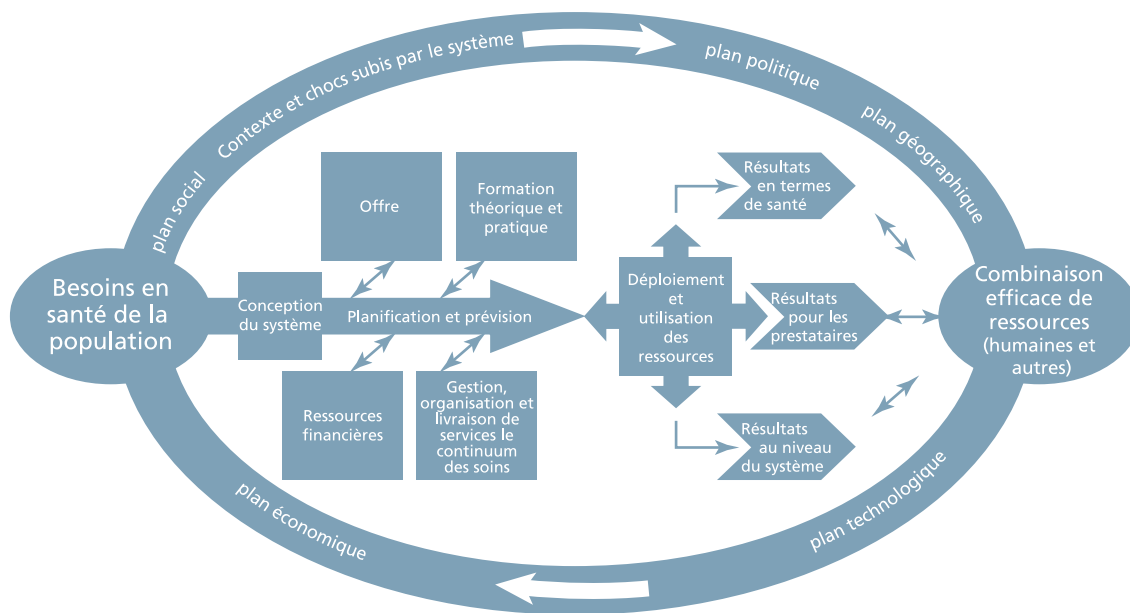 Contexte et chocs subis par le système
plan social
plan politique
plan géographique
Besoins en
santé de la
population
Conception
du système
Offre
Formation
théorique et
pratique
Planification et prévision
Ressources
financières
Gestion,
organisation et
livraison de
services le
continuum
des soins
Déploiement
et
utilisation
des
ressources
Résultats
en termes
de santé
Résultats
pour les
prestataires
Résultats
au niveau
du système
Combinaison
efficace de
ressources
(humaines et
autres)
plan économique
plan technologique